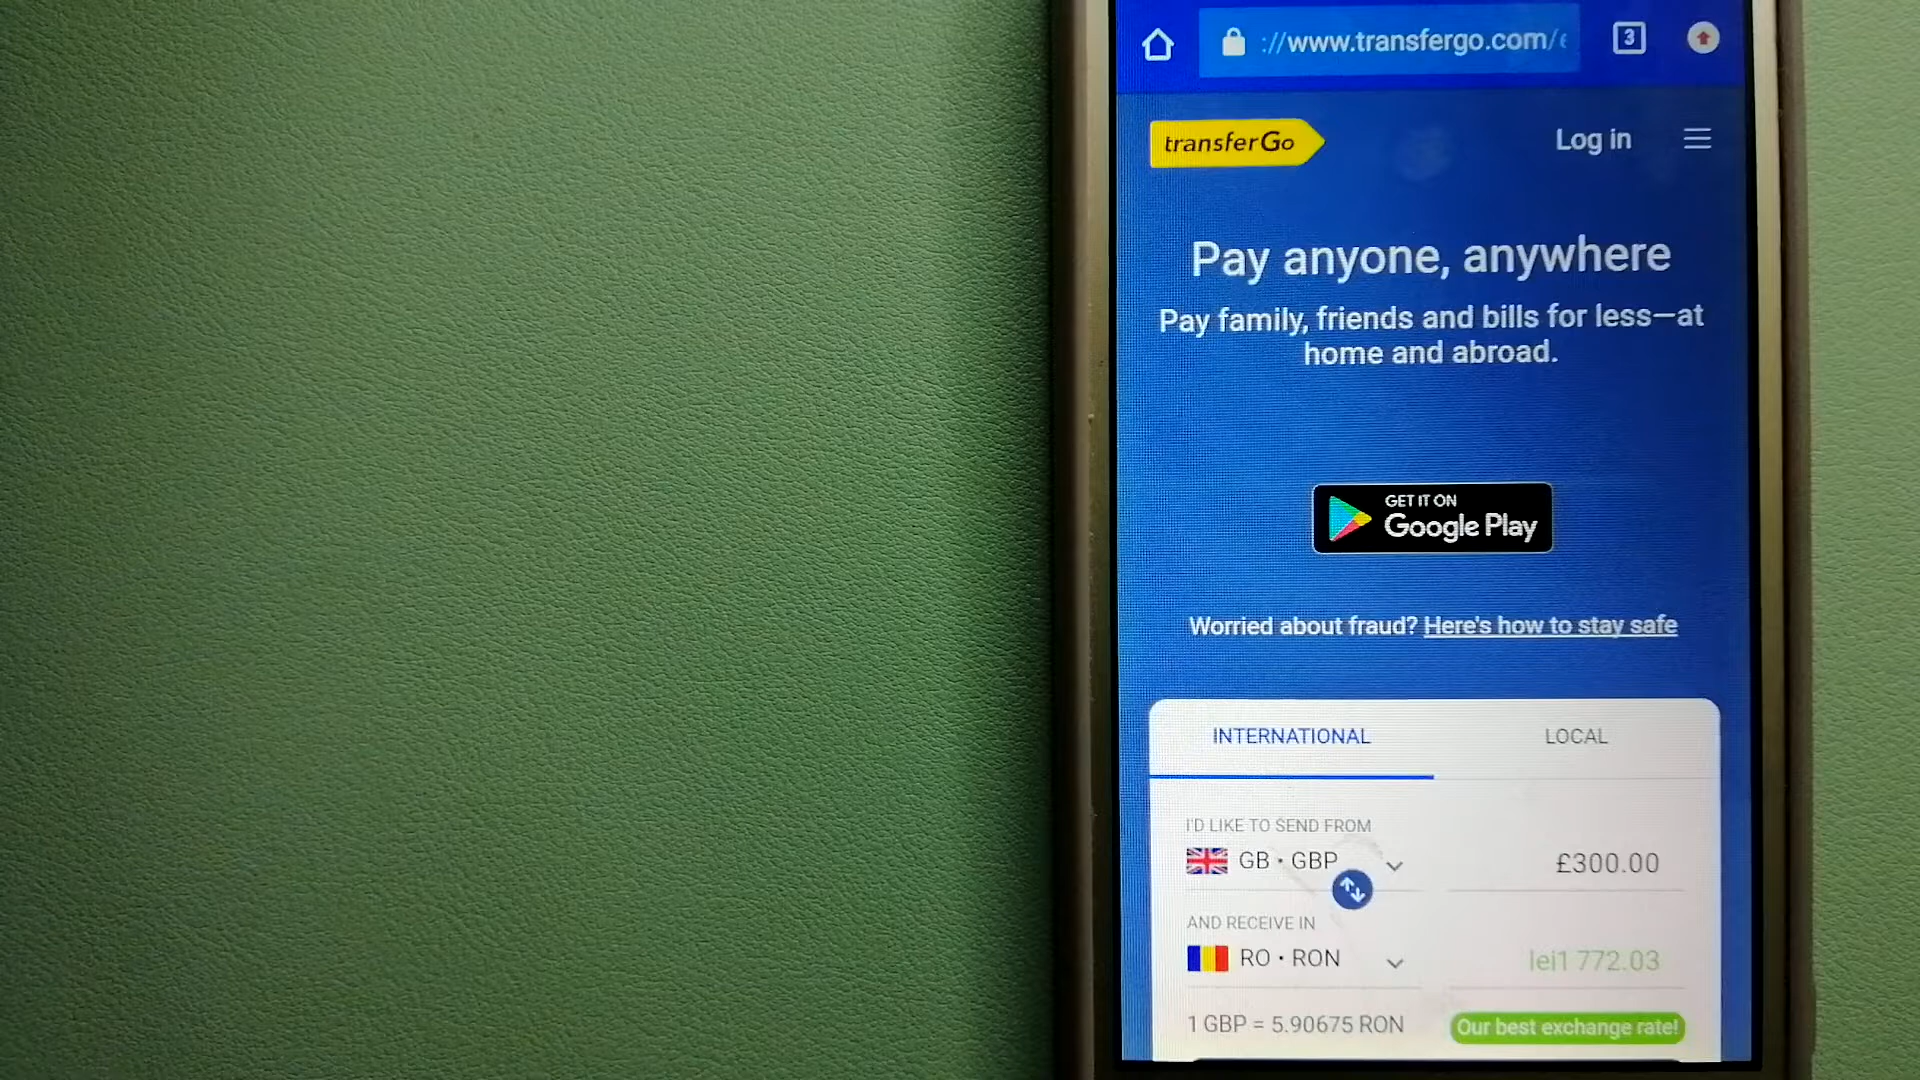 ://www.transfergo.com/
3
transferGo
Log in
Pay anyone, anywhere
Pay family, friends and bills for less—at
home and abroad.
GET IT ON
Google Play
Worried about fraud? Here's how to stay safe
INTERNATIONAL
LOCAL
I'D LIKE TO SEND FROM
GB • GBP
£300.00
AND RECEIVE IN
RO • RON
lei1 772.03
1 GBP = 5.90675 RON
Our best exchange rate!